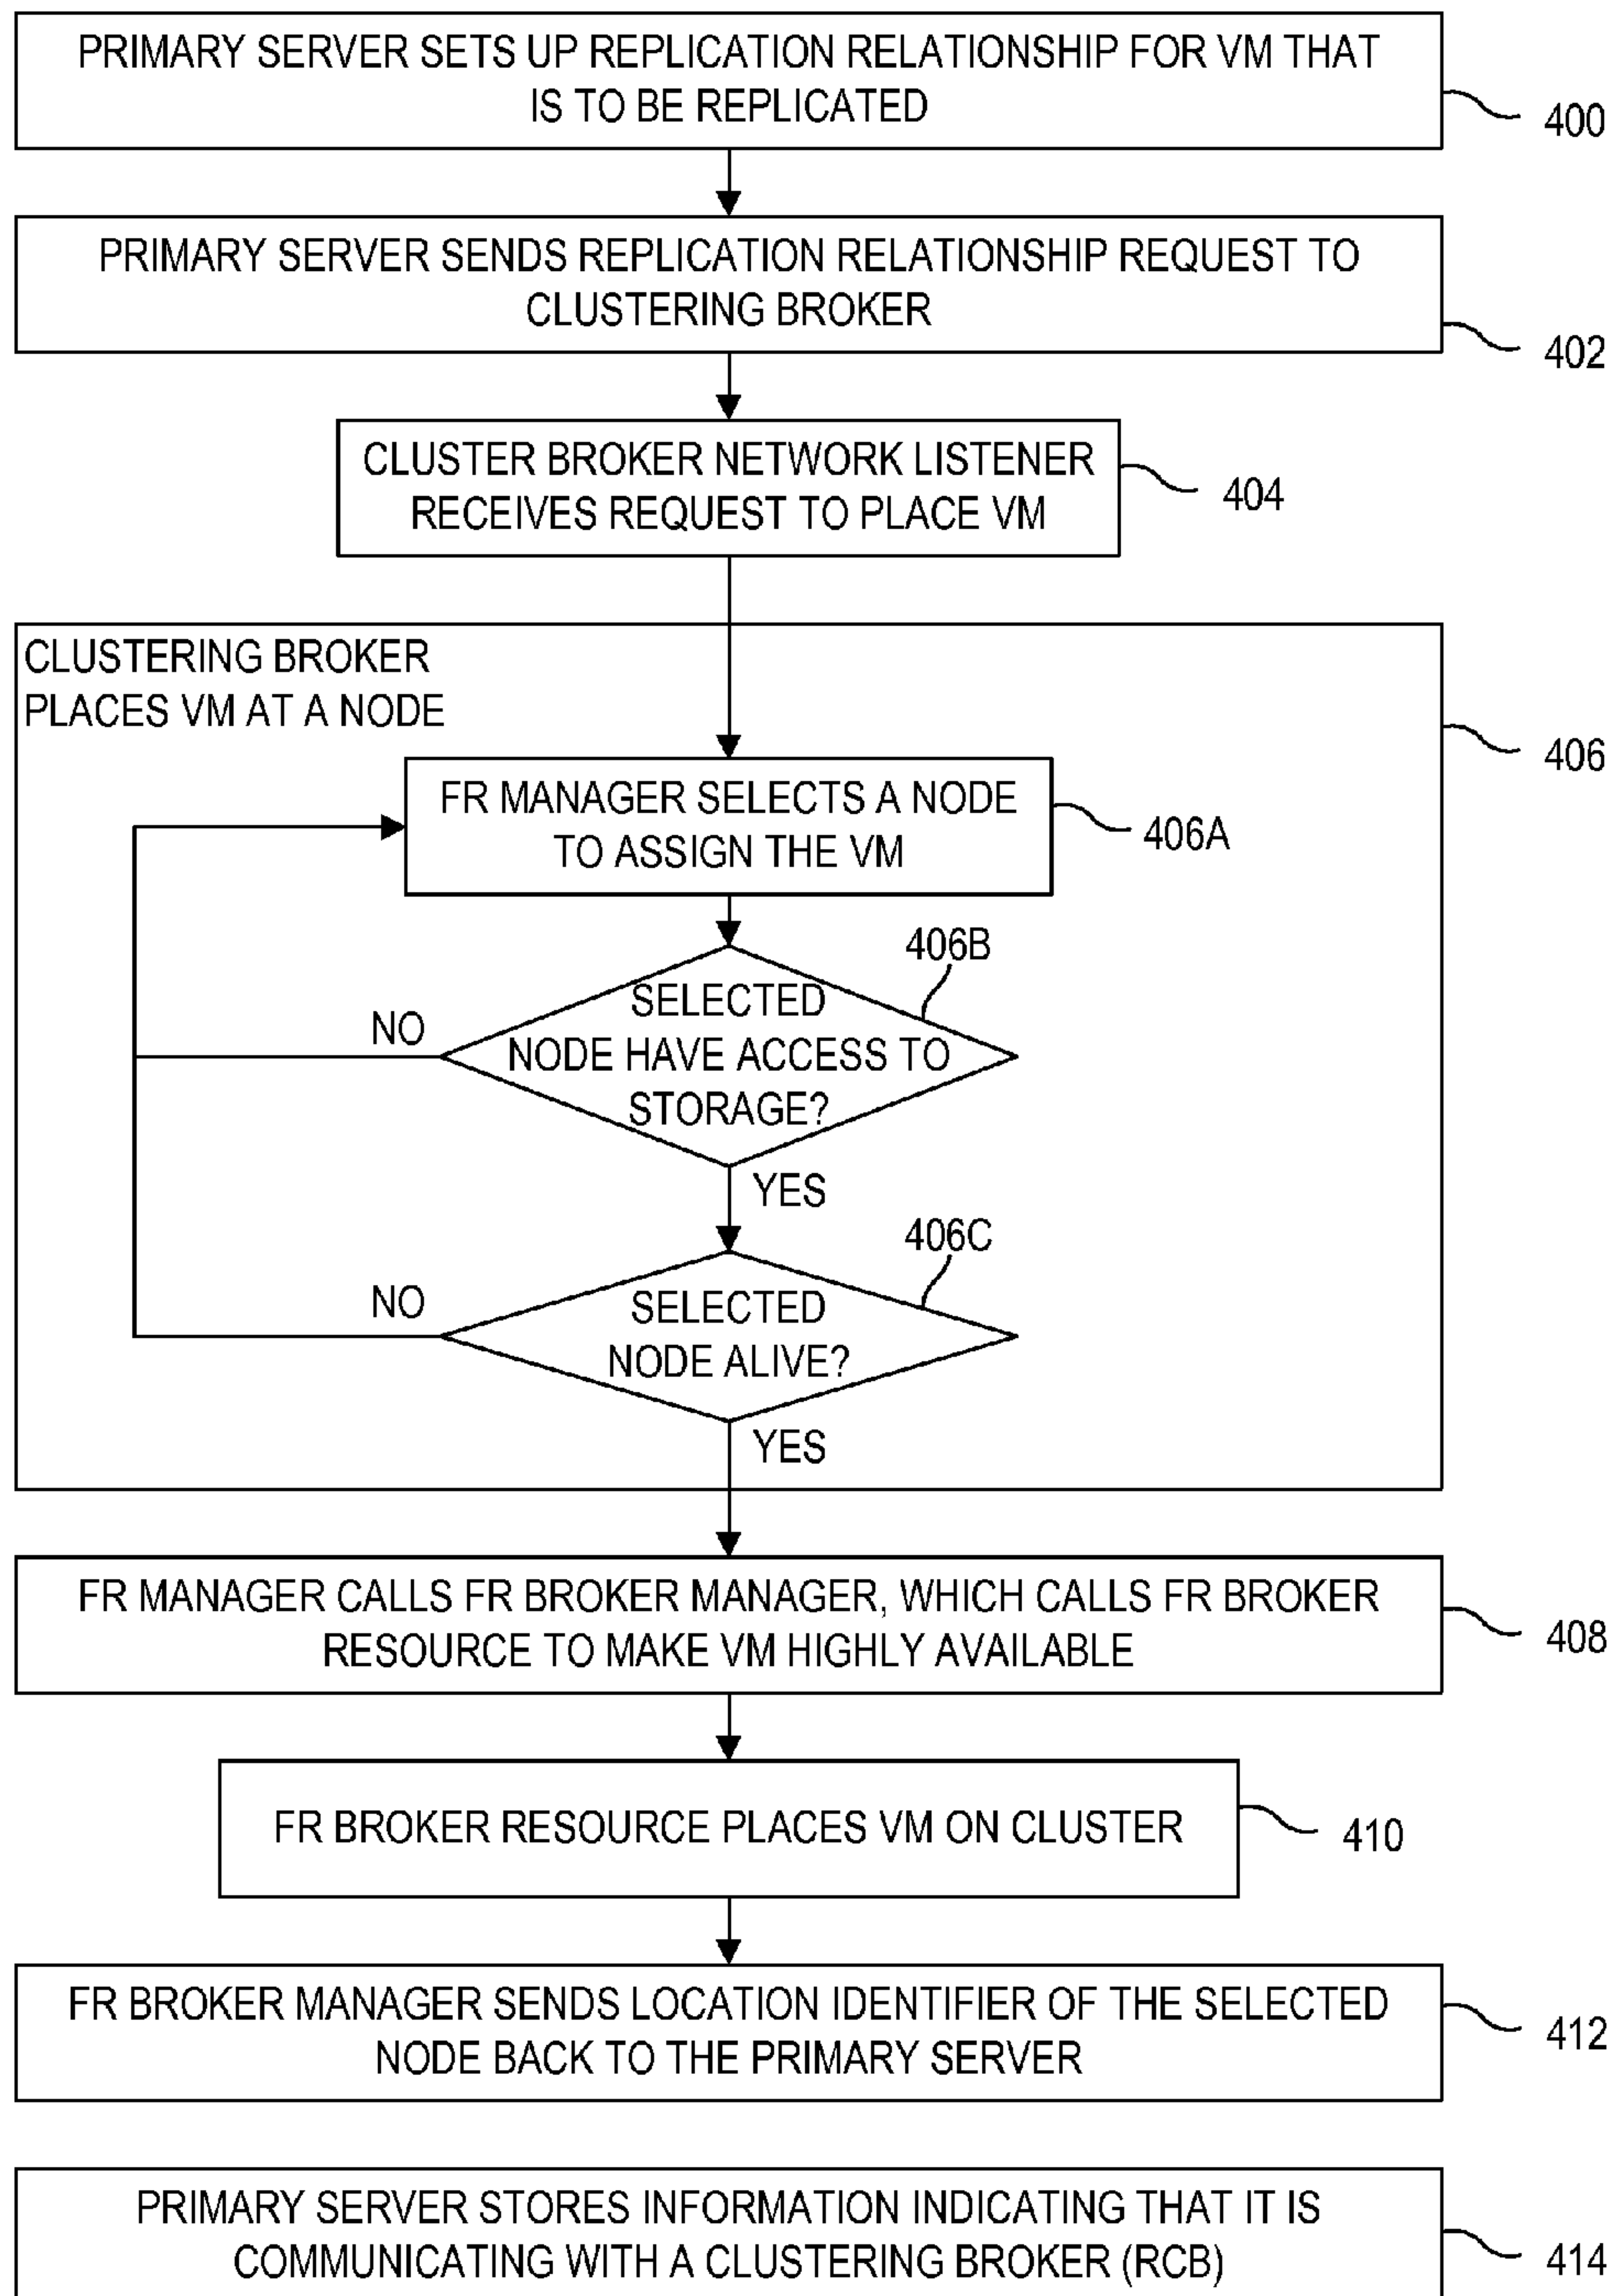 PRIMARY SERVER SETS UP REPLICATION RELATIONSHIP FOR VM THAT
IS TO BE REPLICATED
400
PRIMARY SERVER SENDS REPLICATION RELATIONSHIP REQUEST TO
CLUSTERING BROKER
402
CLUSTER BROKER NETWORK LISTENER
RECEIVES REQUEST TO PLACE VM
404
CLUSTERING BROKER
PLACES VM AT A NODE
406
FR MANAGER SELECTS A NODE
TO ASSIGN THE VM
406A
406B
SELECTED
NODE HAVE ACCESS TO
STORAGE?
NO
YES
406C
SELECTED
NODE ALIVE?
NO
YES
FR MANAGER CALLS FR BROKER MANAGER, WHICH CALLS FR BROKER
RESOURCE TO MAKE VM HIGHLY AVAILABLE
408
FR BROKER RESOURCE PLACES VM ON CLUSTER
410
FR BROKER MANAGER SENDS LOCATION IDENTIFIER OF THE SELECTED
NODE BACK TO THE PRIMARY SERVER
412
PRIMARY SERVER STORES INFORMATION INDICATING THAT IT IS
COMMUNICATING WITH A CLUSTERING BROKER (RCB)
414